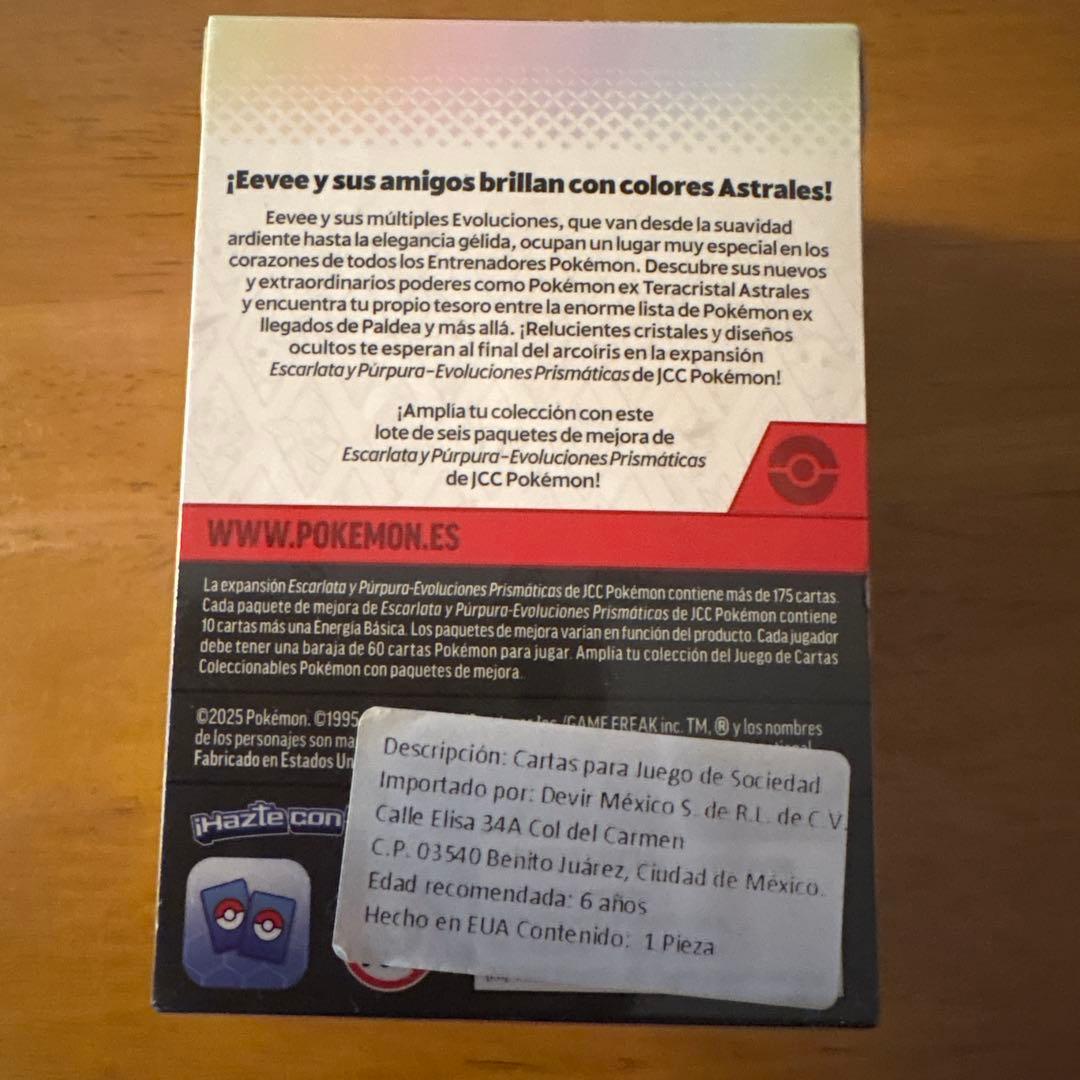 ¡Eevee y sus amigos brillan con colores Astrales!
Eevee y sus múltiples Evoluciones, que van desde la suavidad
ardiente hasta la elegancia gélida, ocupan un lugar muy especial en los
corazones de todos los Entrenadores Pokémon. Descubre sus nuevos
y extraordinarios poderes como Pokémon ex Teracristal Astrales
y encuentra tu propio tesoro entre la enorme lista de Pokémon ex
llegados de Paldea y más allá. ¡Relucientes cristales y diseños
ocultos te esperan al final del arcoíris en la expansión
Escarlata y Púrpura-Evoluciones Prismáticas de JCC Pokémon!
¡Amplía tu colección con este
lote de seis paquetes de mejora de
Escarlata y Púrpura-Evoluciones Prismáticas
de JCC Pokémon!
WWW.POKEMON.ES
La expansión Escarlata y Púrpura-Evoluciones Prismáticas de JCC Pokémon contiene más de 175 cartas.
Cada paquete de mejora de Escarlata y Púrpura-Evoluciones Prismáticas de JCC Pokémon contiene
10 cartas más una Energía Básica. Los paquetes de mejora varían en función del producto. Cada jugador
debe tener una baraja de 60 cartas Pokémon para jugar. Amplía tu colección del Juego de Cartas
Coleccionables Pokémon con paquetes de mejora.
©2025 Pokémon. ©1995 Inc./GAME FREAK inc. TM, ® y los nombres
de los personajes son
Fabricado en Estados
¡Hazte con
Descripción: Cartas para Juego de Sociedad
Importado por: Devir México S. de R.L. de C.V.
Calle Elisa 34A Col del Carmen
C.P. 03540 Benito Juárez, Ciudad de México.
Edad recomendada: 6 años
Hecho en EUA Contenido: 1 Pieza